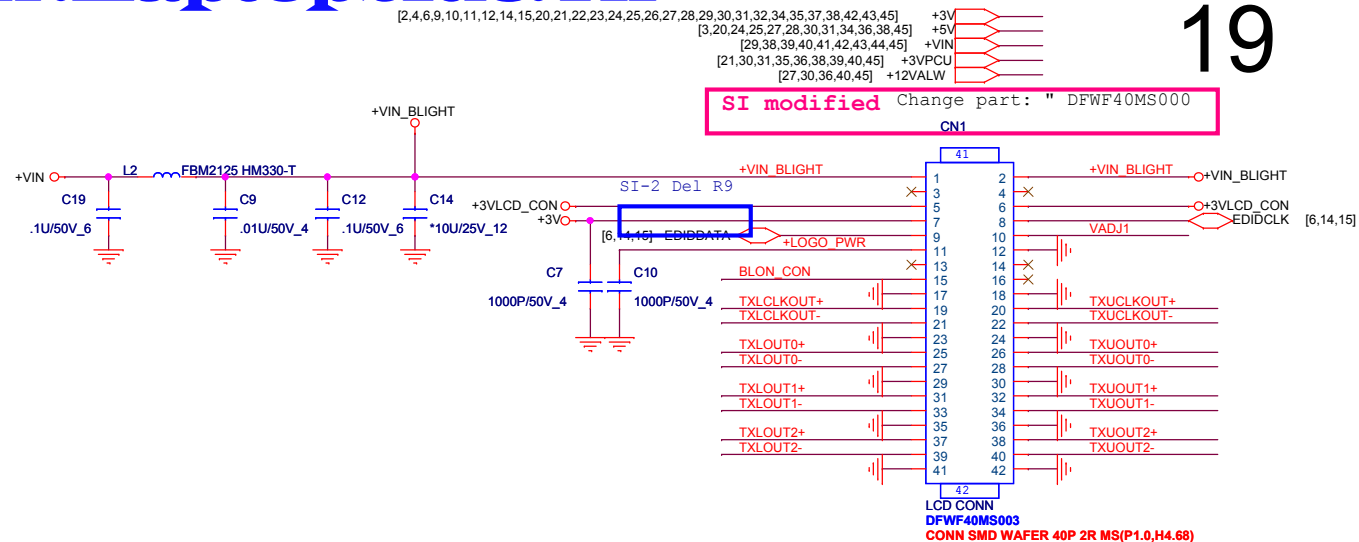 [2,4,6,9,10,11,12,14,15,20,21,22,23,24,25,26,27,28,29,30,31,32,34,35,37,38,42,43,45] +3V
[3,20,24,25,27,28,30,31,34,36,38,45] +5V
[29,38,39,40,41,42,43,44,45] +VIN
[21,30,31,35,36,38,39,40,45] +3VPCU
[27,30,36,40,45] +12VALW
19
SI modified Change part: " DFWF40MS000
CN1
41
+VIN_BLIGHT
+VIN L2 FBM2125 HM330-T +VIN_BLIGHT 1 2 +VIN_BLIGHT +VIN_BLIGHT
C19 C9 C12 C14 SI-2 Del R9 3 4
.1U/50V_6 .01U/50V_4 .1U/50V_6 *10U/25V_12
+3VLCD_CON 5 6 +3VLCD_CON
+3V 7 8 EDIDCLK [6,14,15]
[6,14,15] EDIDDATA 9 10 VADJ1
+LOGO_PWR 11 12
13 14
C7 C10 BLON_CON 15 16
1000P/50V_4 1000P/50V_4 17 18
TXLCLKOUT+ 19 20 TXUCLKOUT+
TXLCLKOUT- 21 22 TXUCLKOUT-
23 24
TXLOUT0+ 25 26 TXUOUT0+
TXLOUT0- 27 28 TXUOUT0-
29 30
TXLOUT1+ 31 32 TXUOUT1+
TXLOUT1- 33 34 TXUOUT1-
35 36
TXLOUT2+ 37 38 TXUOUT2+
TXLOUT2- 39 40 TXUOUT2-
41 42
42
LCD CONN
DFWF40MS003
CONN SMD WAFER 40P 2R MS(P1.0,H4.68)